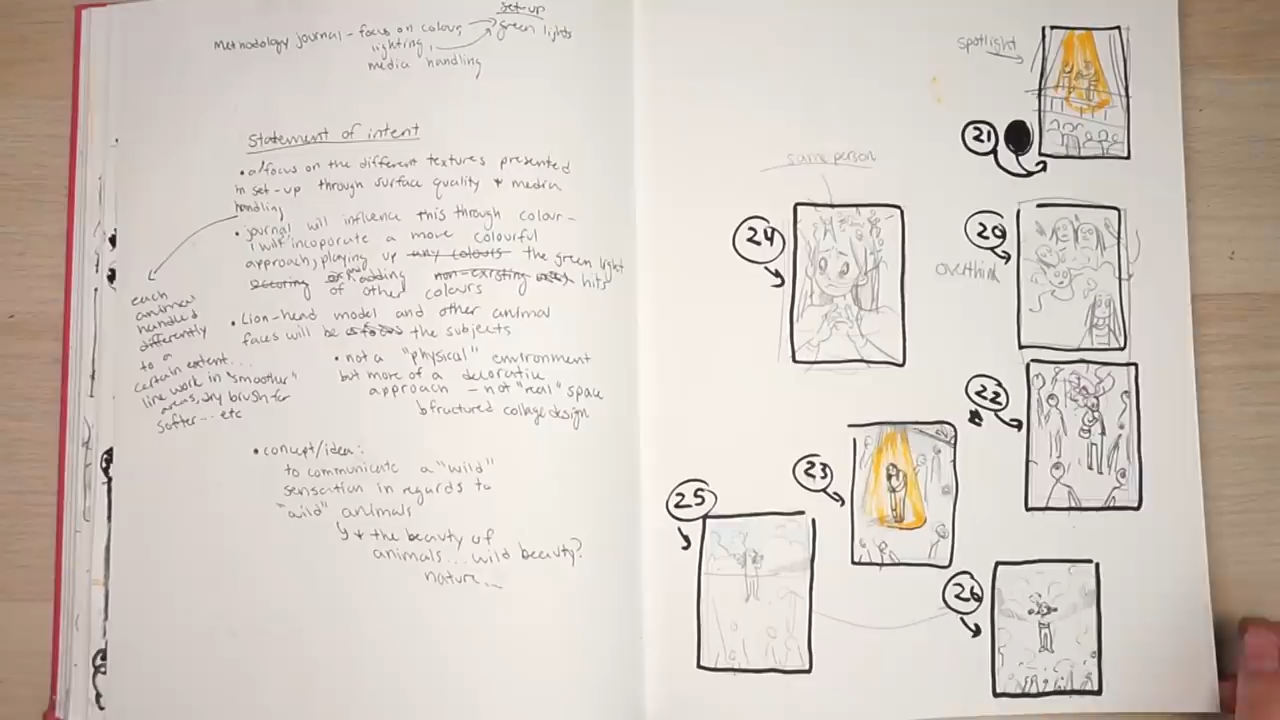 set-up
Methodology journal - focus on colour, green lights
lighting,
media handling
Statement of intent
• focus on the different textures presented
in set-up through surface quality & media
handling
• journal will influence this through colour -
I will incoporate a more colourful
approach, playing up any colours the green light
adding non-existing hits
of other colours
• Lion-head model and other animal
faces will be the subjects
• not a "physical" environment
but more of a decorative
approach - not "real" space
fractured collage design
each
animal
handled
differently
to a
certain extent...
line work in "smoother"
areas, dry brush for
softer... etc
• concept/idea:
to communicate a "wild"
sensation in regards to
"wild" animals
& the beauty of
animals... wild beauty?
nature...
spotlight
21
same person
24
20
overthink
22
23
25
26